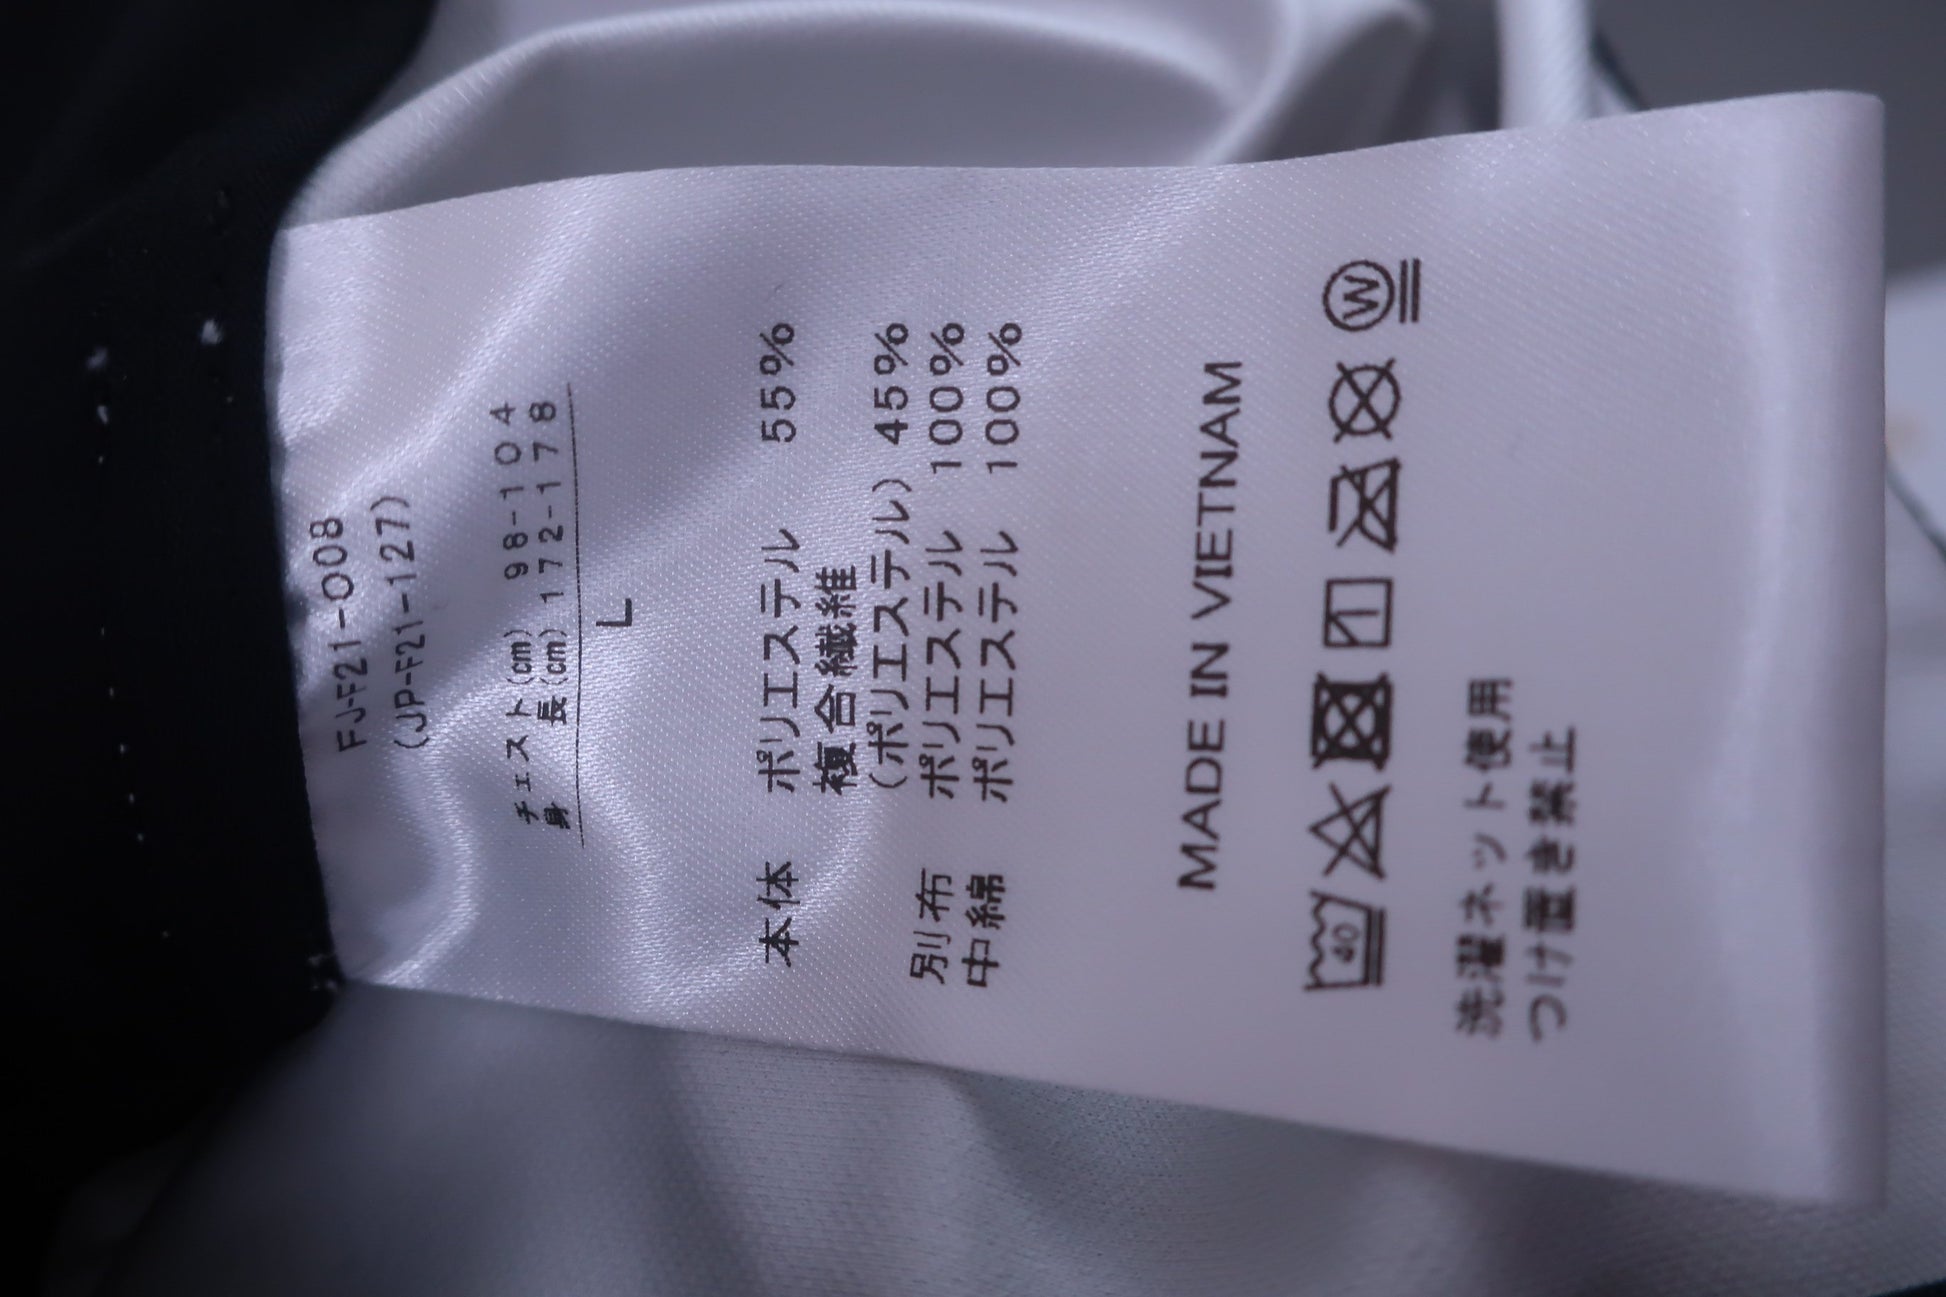 FJ-F21-008
(JP-F21-127)
チェスト(cm) 98-104
身　長(cm) 172-178
L
本体　ポリエステル　55%
複合繊維
(ポリエステル) 45%
別布　ポリエステル 100%
中綿　ポリエステル 100%
MADE IN VIETNAM
40 W
洗濯ネット使用
つけ置き禁止